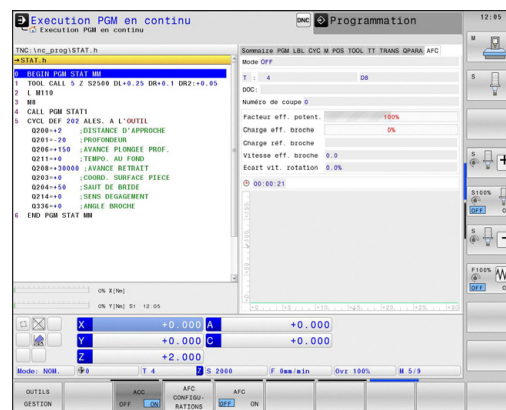 Execution PGM en continu
Execution PGM en continu
DNC
Programmation
12:05
TNC: \nc_prog\STAT.h
→STAT.h
0 BEGIN PGM STAT MM
1 TOOL CALL 5 Z S2500 DL+0.25 DR+0.1 DR2:+0.05
2 L M110
3 M8
4 CALL PGM STAT1
5 CYCL DEF 202 ALES. A L'OUTIL
Q200=+2 ;DISTANCE D'APPROCHE
Q201=-20 ;PROFONDEUR
Q206=+150 ;AVANCE PLONGEE PROF.
Q211=+0 ;TEMPO. AU FOND
Q208=+30000 ;AVANCE RETRAIT
Q203=+0 ;COORD. SURFACE PIECE
Q204=+50 ;SAUT DE BRIDE
Q214=+0 ;SENS DEGAGEMENT
Q336=+0 ;ANGLE BROCHE
6 END PGM STAT MM
0% X[Nm]
0% Y[Nm] S1 12:05
Sommaire PGM LBL CYC M POS TOOL TT TRANS QPARA AFC
Mode OFF
T : 4 D8
DOC:
Numéro de coupe 0
Facteur eff. potent. 100%
Charge eff. broche 0%
Charge réf. broche
Vitesse eff. broche 0.0
Ecart vit. rotation 0.0%
00:00:21
X +0.000 A +0.000
Y +0.000 C +0.000
Z +2.000
Mode: NOM. 0 T 4 Z S 2000 F 0mm/min Ovr 100% M 5/9
M
S
S
S100%
OFF
S
F100% W
OFF
OUTILS
GESTION
ACC
OFF ON
AFC
CONFIGU-
RATIONS
AFC
OFF ON